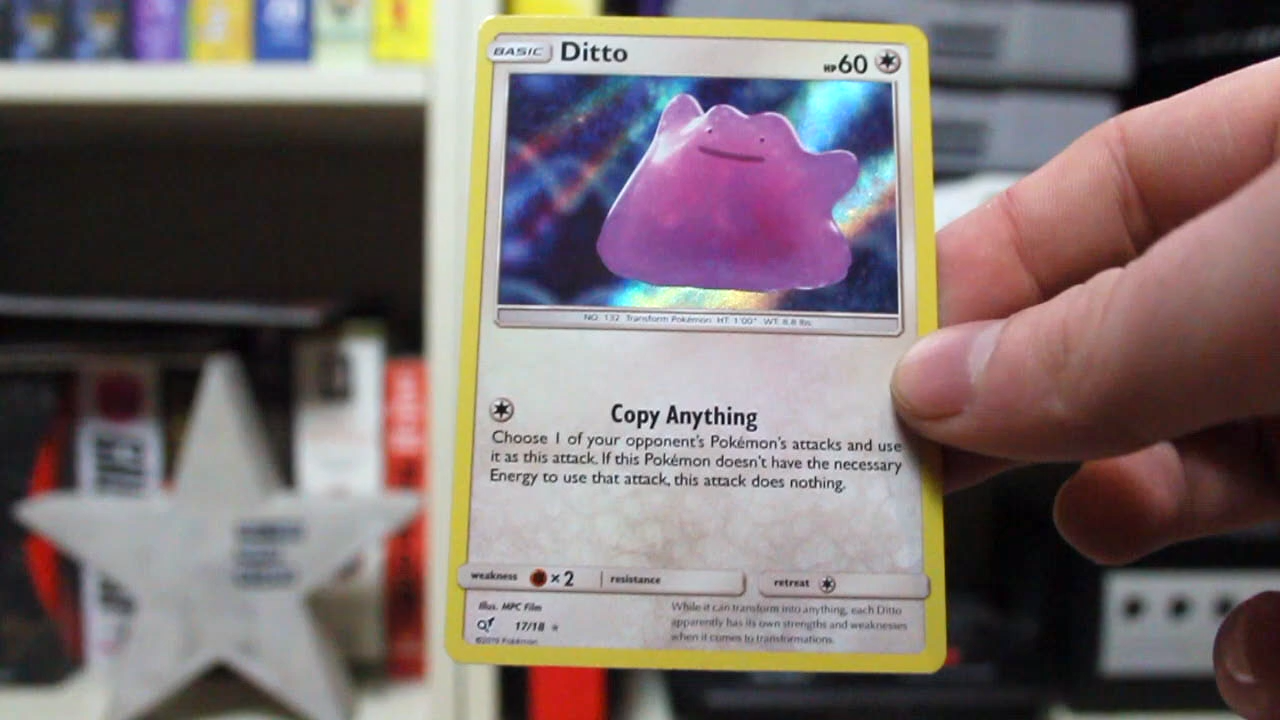 BASIC Ditto HP 60
NO. 132 Transform Pokémon HT: 1'00" WT: 8.8 lbs.
Copy Anything
Choose 1 of your opponent's Pokémon's attacks and use
it as this attack. If this Pokémon doesn't have the necessary
Energy to use that attack, this attack does nothing.
weakness ×2 resistance retreat
Illus. MPC Film
17/18
©2019 Pokémon
While it can transform into anything, each Ditto
apparently has its own strengths and weaknesses
when it comes to transformations.